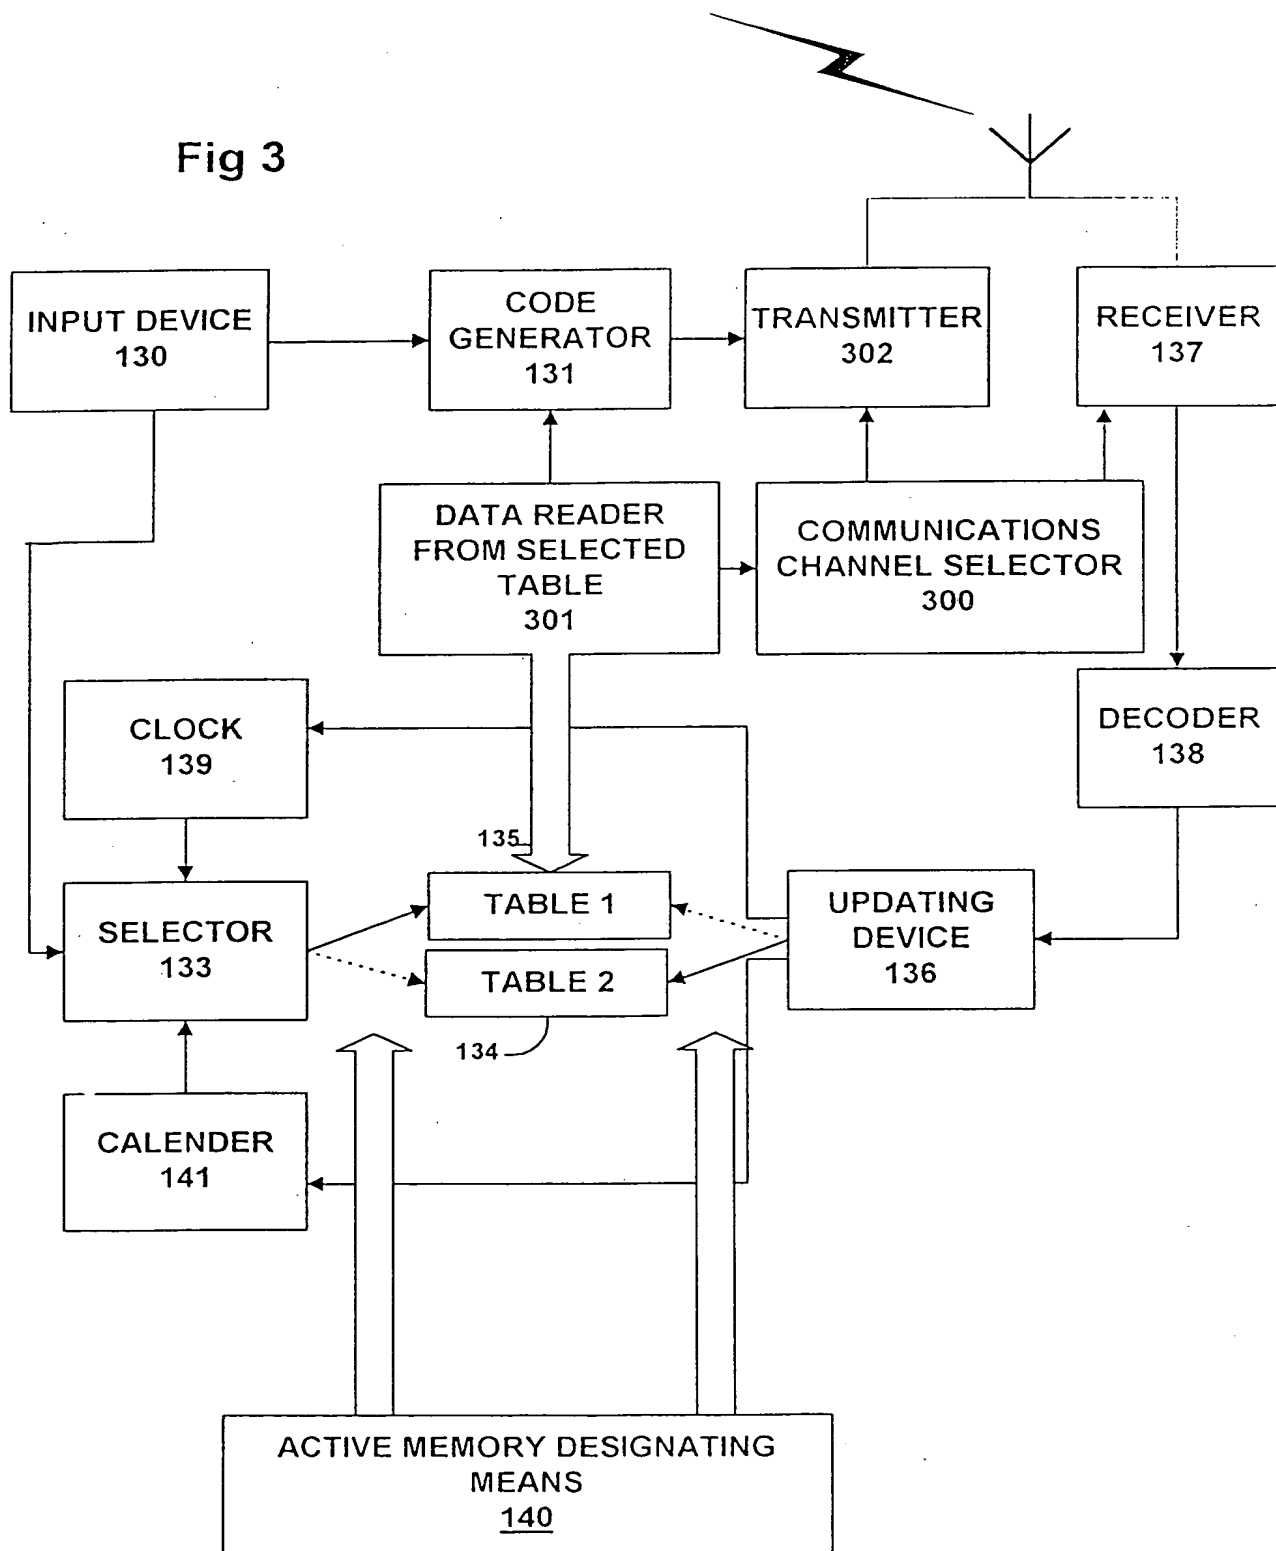 Fig 3
INPUT DEVICE
130
CODE
GENERATOR
131
TRANSMITTER
302
RECEIVER
137
DATA READER
FROM SELECTED
TABLE
301
COMMUNICATIONS
CHANNEL SELECTOR
300
CLOCK
139
DECODER
138
135
TABLE 1
SELECTOR
133
UPDATING
DEVICE
136
TABLE 2
134
CALENDER
141
ACTIVE MEMORY DESIGNATING
MEANS
140